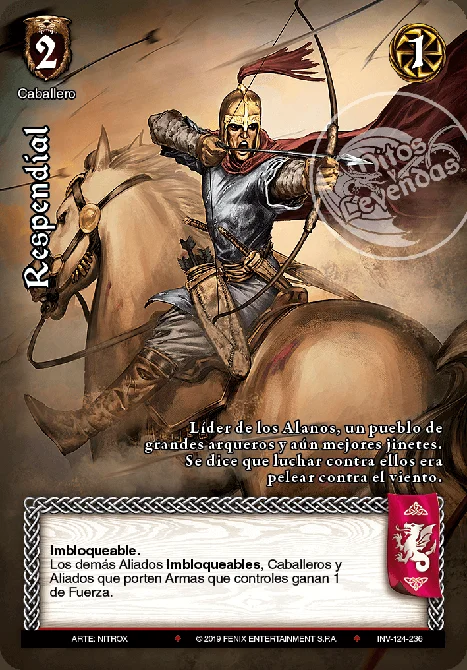 2
1
Caballero
Mitos
y
Leyendas
Respendial
Líder de los Alanos, un pueblo de
grandes arqueros y aún mejores jinetes.
Se dice que luchar contra ellos era
pelear contra el viento.
Imbloqueable.
Los demás Aliados Imbloqueables, Caballeros y
Aliados que porten Armas que controles ganan 1
de Fuerza.
ARTE: NITROX
© 2019 FENIX ENTERTAINMENT S.P.A.
INV-124-236